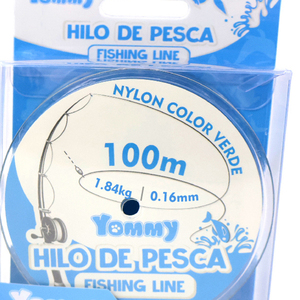 Yommy
HILO DE PESCA
FISHING LINE
NYLON COLOR VERDE
100m
1.84kg 0.16mm
Yommy
HILO DE PESCA
FISHING LINE